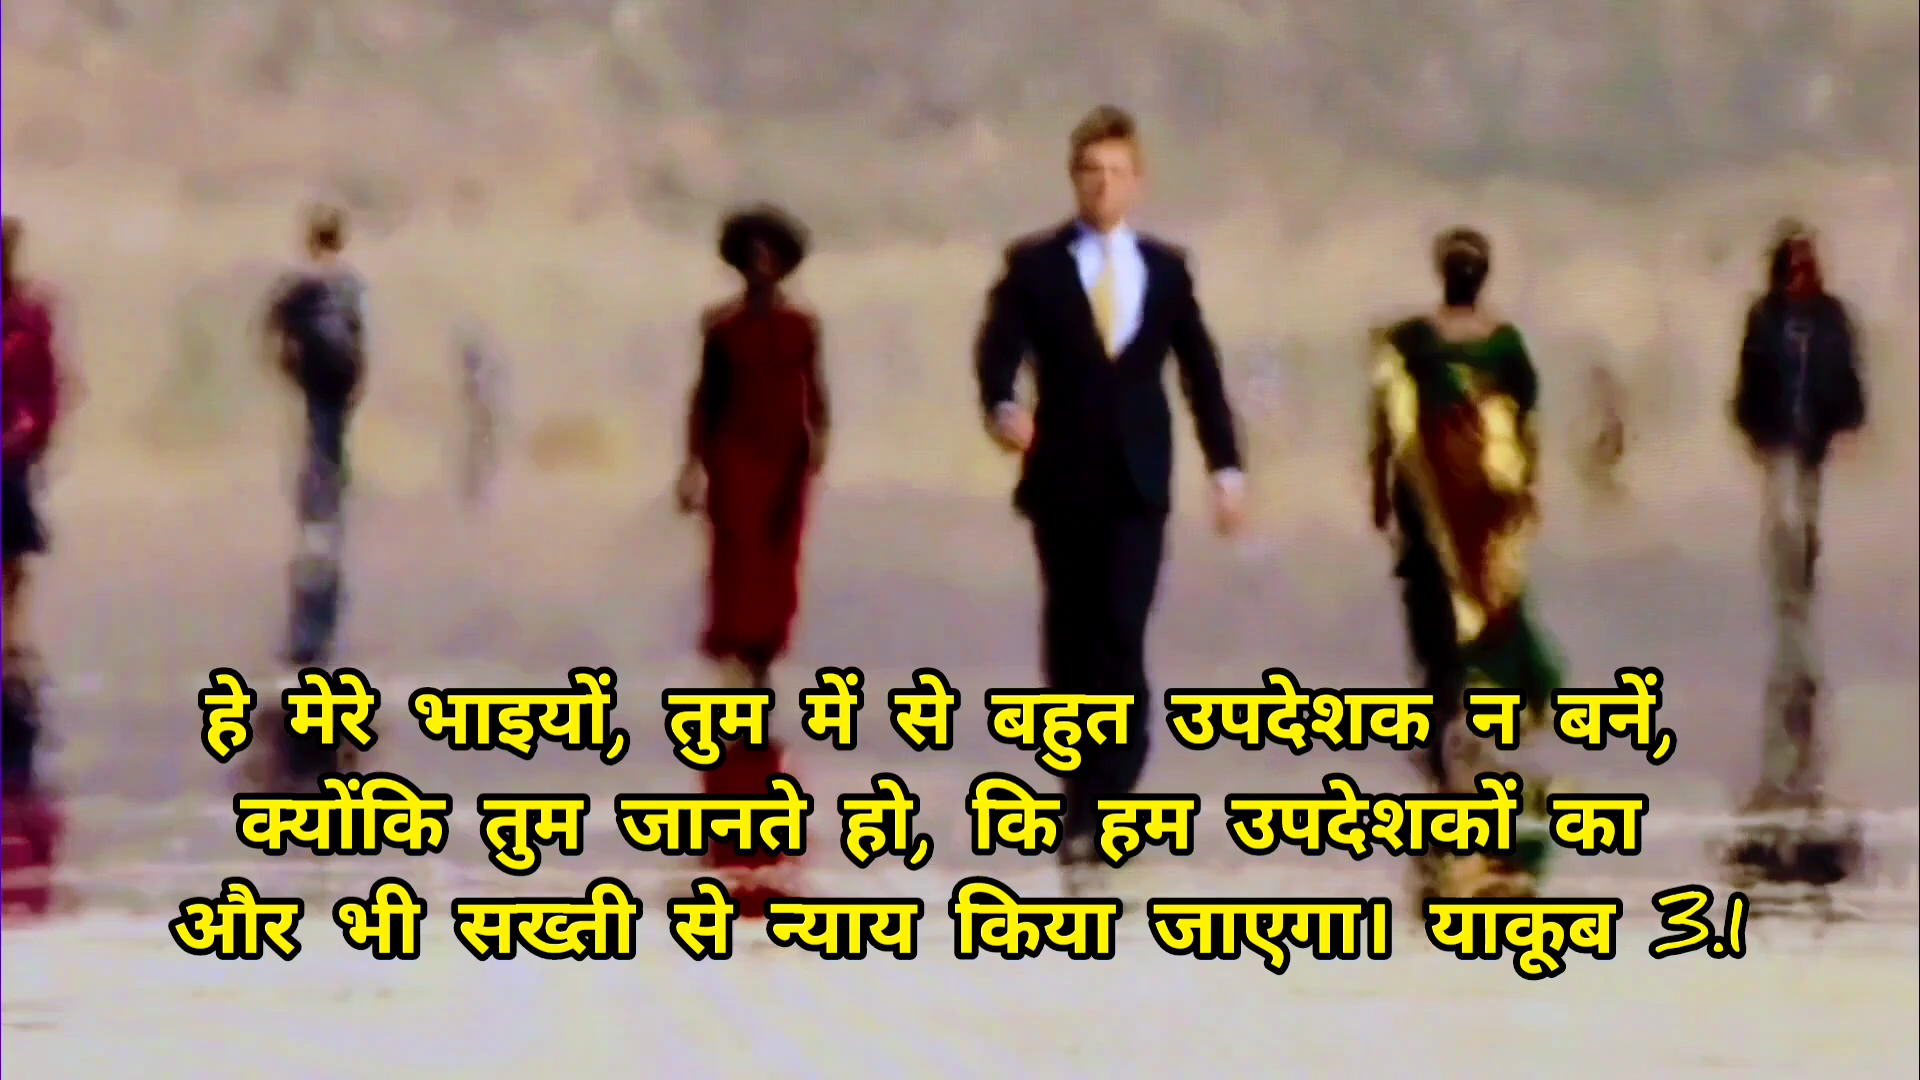 हे मेरे भाइयों, तुम में से बहुत उपदेशक न बनें,
क्योंकि तुम जानते हो, कि हम उपदेशकों का
और भी सख्ती से न्याय किया जाएगा। याकूब 3.1